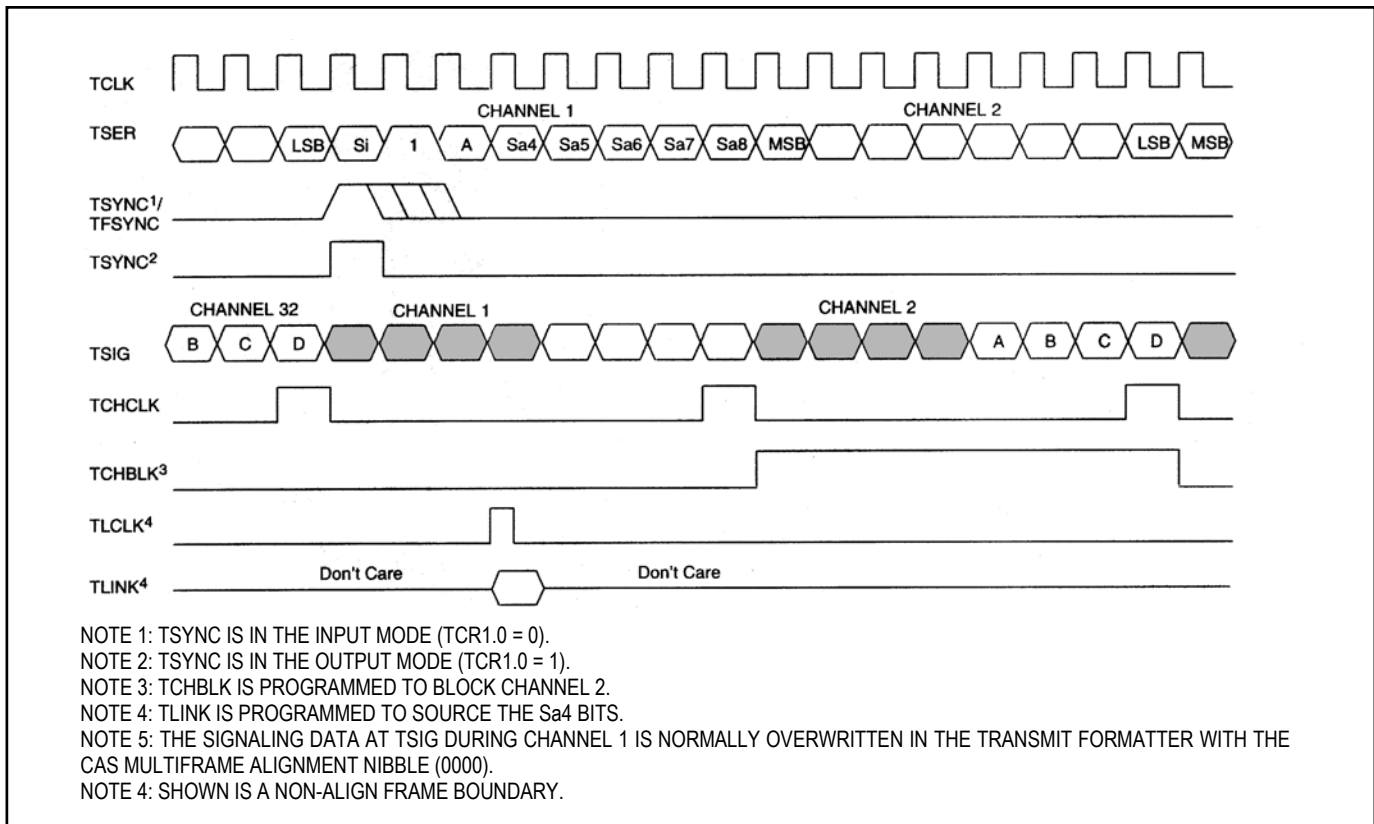 TCLK
CHANNEL 1 CHANNEL 2
TSER LSB Si 1 A Sa4 Sa5 Sa6 Sa7 Sa8 MSB LSB MSB
TSYNC1/
TFSYNC
TSYNC2
CHANNEL 32 CHANNEL 1 CHANNEL 2
TSIG B C D A B C D
TCHCLK
TCHBLK3
TLCLK4
Don't Care Don't Care
TLINK4
NOTE 1: TSYNC IS IN THE INPUT MODE (TCR1.0 = 0).
NOTE 2: TSYNC IS IN THE OUTPUT MODE (TCR1.0 = 1).
NOTE 3: TCHBLK IS PROGRAMMED TO BLOCK CHANNEL 2.
NOTE 4: TLINK IS PROGRAMMED TO SOURCE THE Sa4 BITS.
NOTE 5: THE SIGNALING DATA AT TSIG DURING CHANNEL 1 IS NORMALLY OVERWRITTEN IN THE TRANSMIT FORMATTER WITH THE
CAS MULTIFRAME ALIGNMENT NIBBLE (0000).
NOTE 4: SHOWN IS A NON-ALIGN FRAME BOUNDARY.